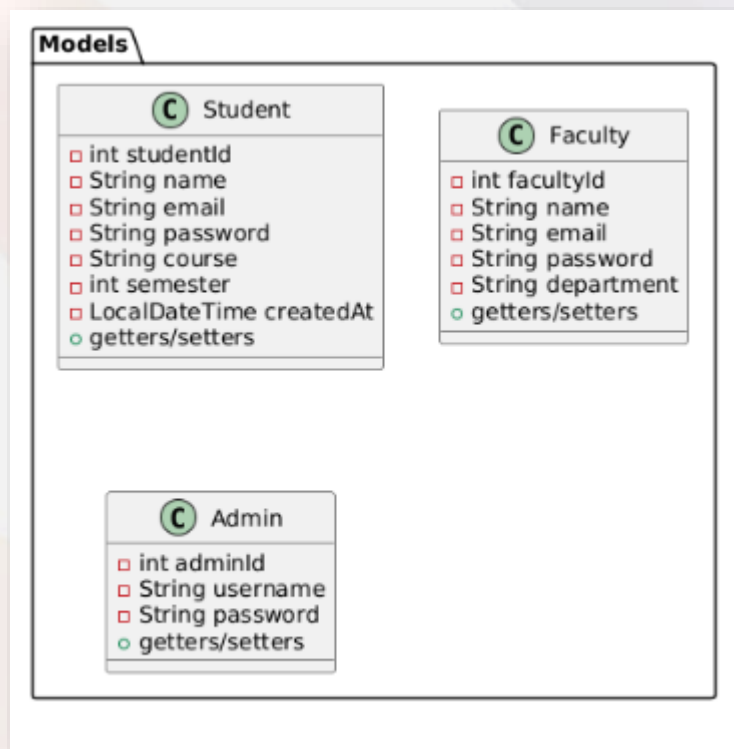 Models
C Student
int studentId
String name
String email
String password
String course
int semester
LocalDateTime createdAt
getters/setters
C Faculty
int facultyId
String name
String email
String password
String department
getters/setters
C Admin
int adminId
String username
String password
getters/setters